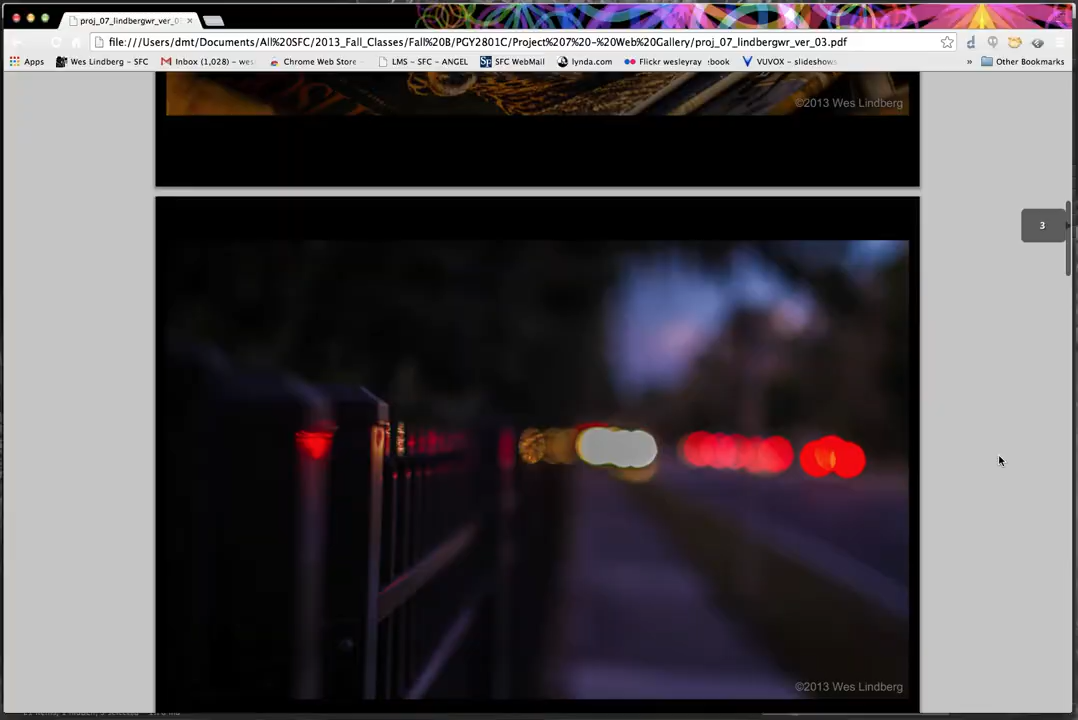 proj_07_lindbergwr_ver_0
file:///Users/dmt/Documents/All%20SFC/2013_Fall_Classes/Fall%20B/PGY2801C/Project%207%20-%20Web%20Gallery/proj_07_lindbergwr_ver_03.pdf
Apps Wes Lindberg - SFC Inbox (1,028) - wes Chrome Web Store LMS - SFC - ANGEL SFC WebMail lynda.com Flickr wesleyray :book VUVOX - slideshows » Other Bookmarks
©2013 Wes Lindberg
3
©2013 Wes Lindberg